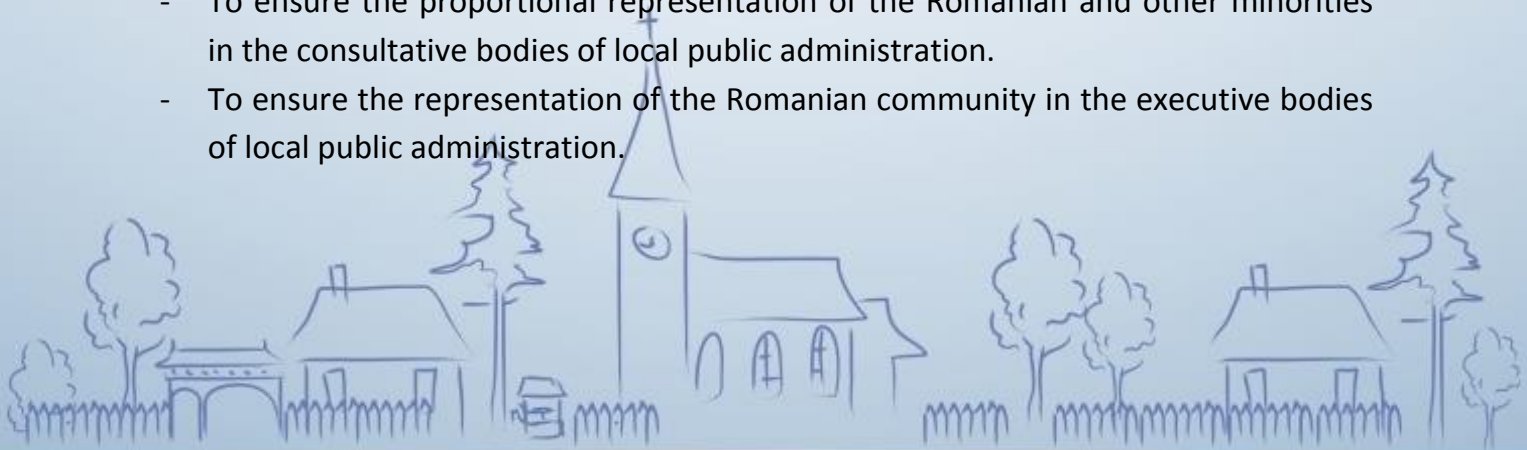 - To ensure the proportional representation of the Romanian and other minorities
in the consultative bodies of local public administration.
- To ensure the representation of the Romanian community in the executive bodies
of local public administration.